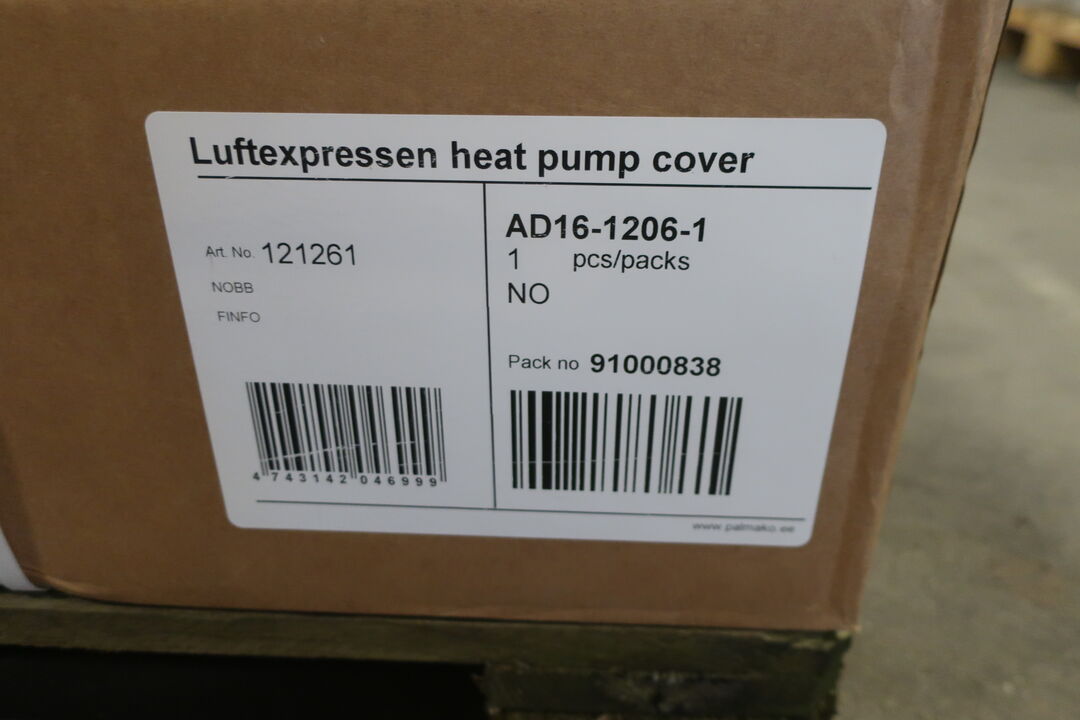 Luftexpressen heat pump cover
Art. No. 121261
NOBB
FINFO
4 743142 046999
AD16-1206-1
1 pcs/packs
NO
Pack no 91000838
www.palmako.ee